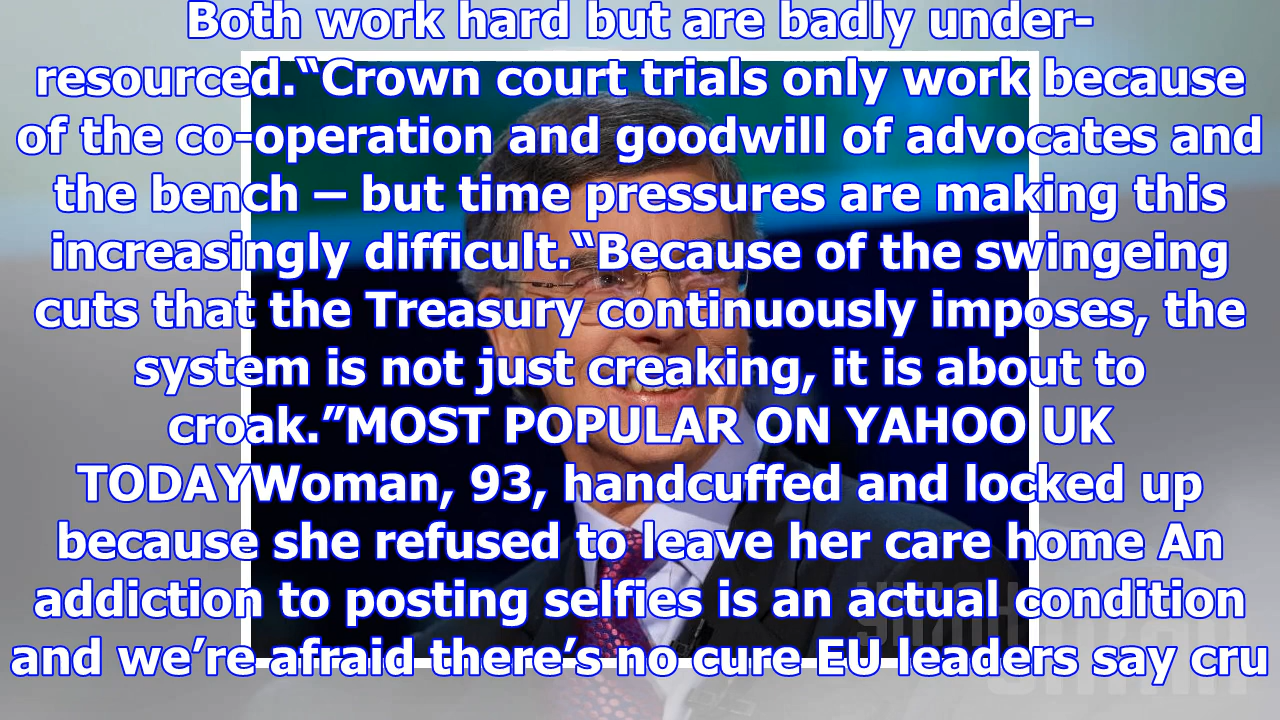 Both work hard but are badly under-
resourced.“Crown court trials only work because
of the co-operation and goodwill of advocates and
the bench – but time pressures are making this
increasingly difficult.“Because of the swingeing
cuts that the Treasury continuously imposes, the
system is not just creaking, it is about to
croak.”MOST POPULAR ON YAHOO UK
TODAYWoman, 93, handcuffed and locked up
because she refused to leave her care home An
addiction to posting selfies is an actual condition
and we’re afraid there’s no cure EU leaders say cru